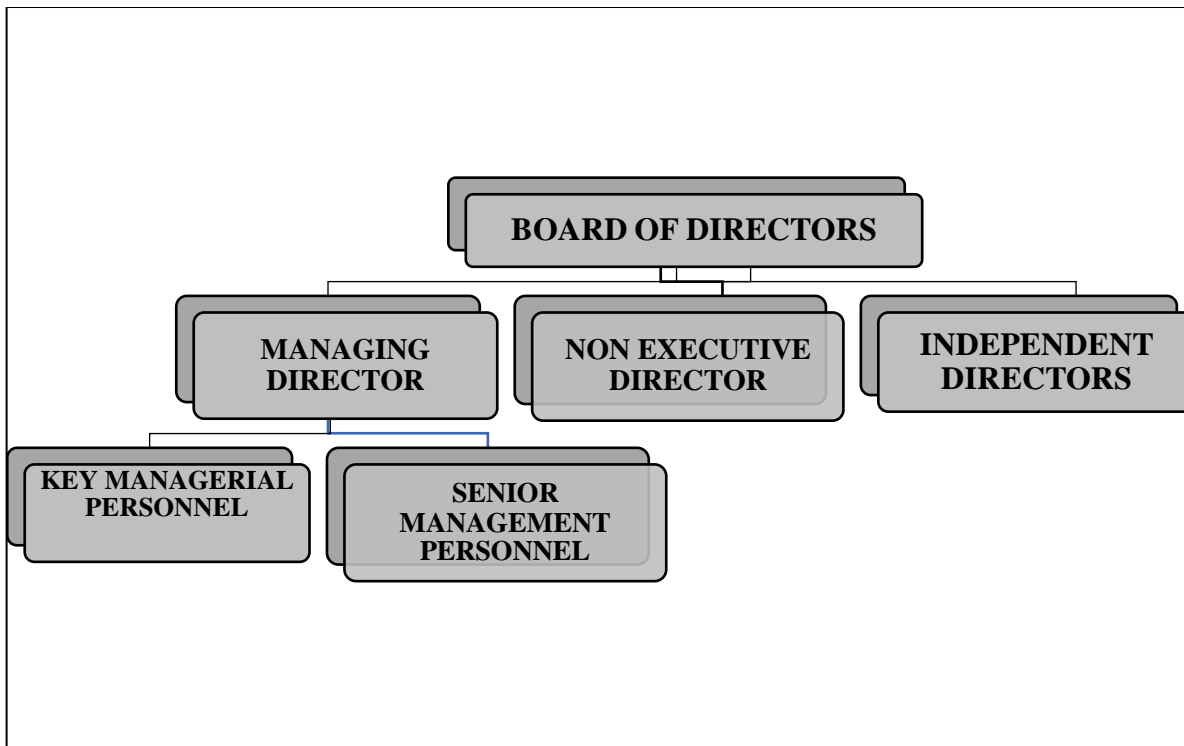 BOARD OF DIRECTORS
MANAGING
DIRECTOR
NON EXECUTIVE
DIRECTOR
INDEPENDENT
DIRECTORS
KEY MANAGERIAL
PERSONNEL
SENIOR
MANAGEMENT
PERSONNEL